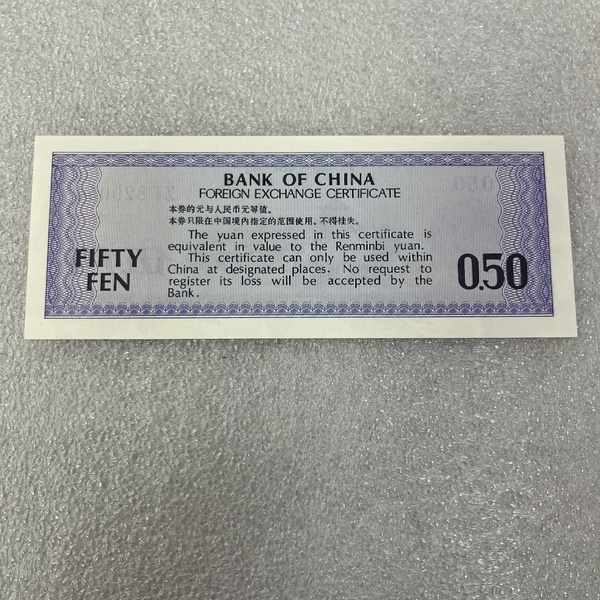 BANK OF CHINA
FOREIGN EXCHANGE CERTIFICATE
本券的元与人民币元等值。
本券只限在中国境内指定的范围使用。不得挂失。
The yuan expressed in this certificate is
equivalent in value to the Renminbi yuan.
This certificate can only be used within
China at designated places. No request to
register its loss will be accepted by the
Bank.
FIFTY
FEN
0.50